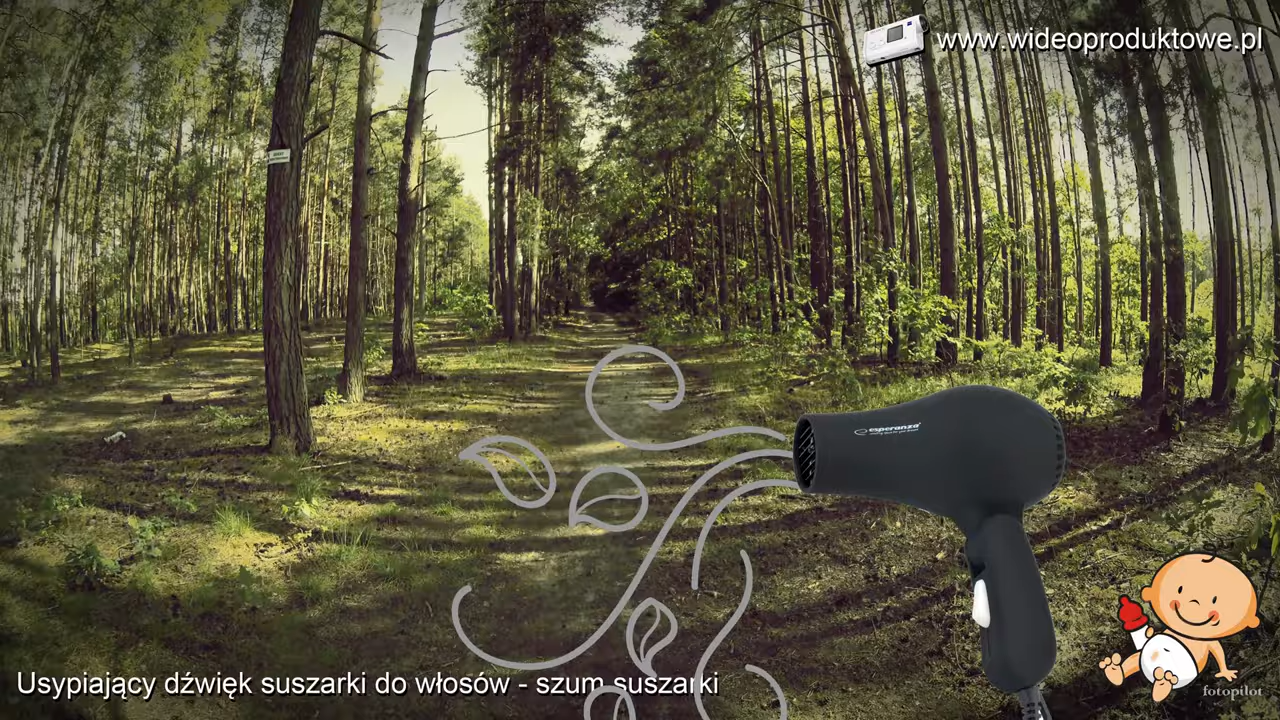 www.wideoproduktowe.pl
esperanza
Usypiający dźwięk suszarki do włosów - szum suszarki
fotopilot